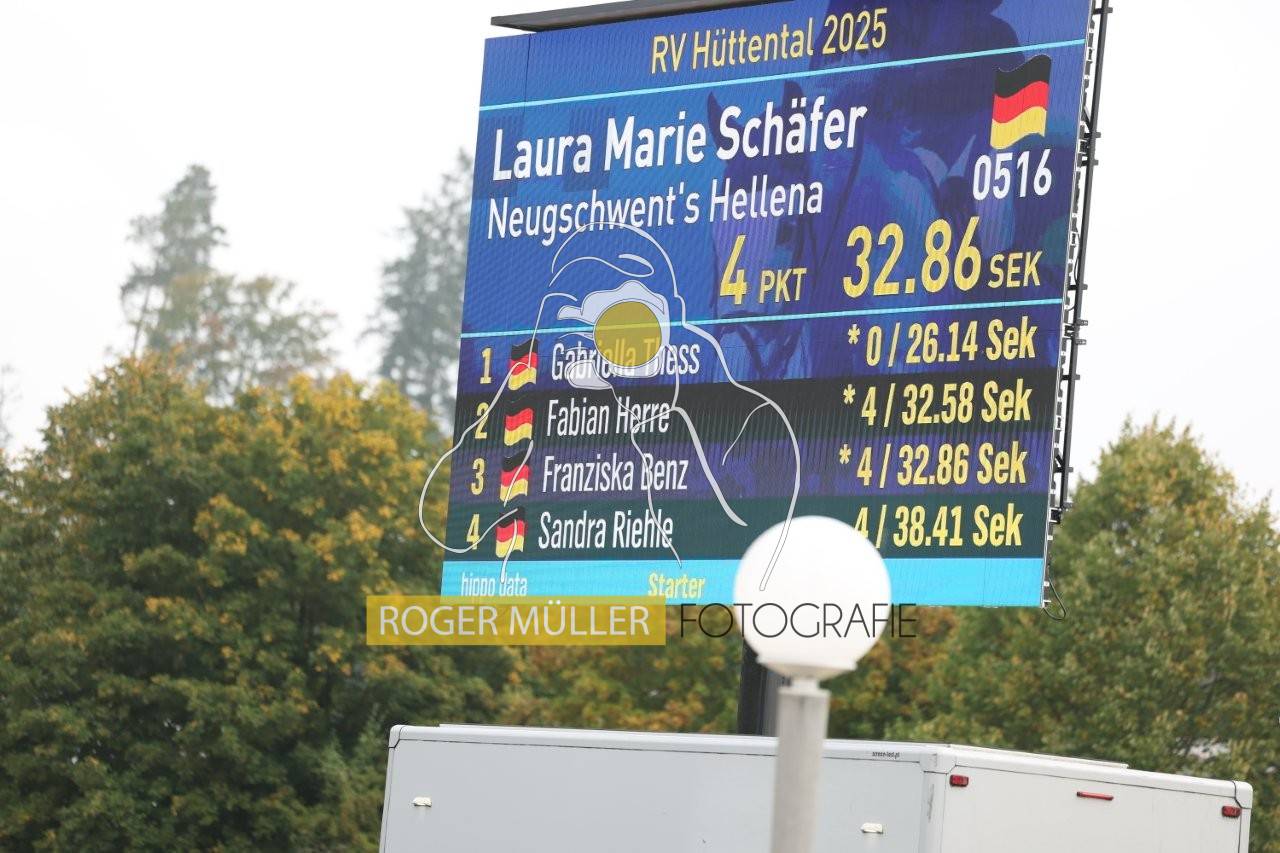 RV Hüttental 2025
Laura Marie Schäfer
0516
Neugschwent's Hellena
4 PKT 32.86 SEK
1 Gabriella Thess * 0 / 26.14 Sek
2 Fabian Herre * 4 / 32.58 Sek
3 Franziska Benz * 4 / 32.86 Sek
4 Sandra Riehle 4 / 38.41 Sek
hippo data Starter
ROGER MÜLLER FOTOGRAFIE